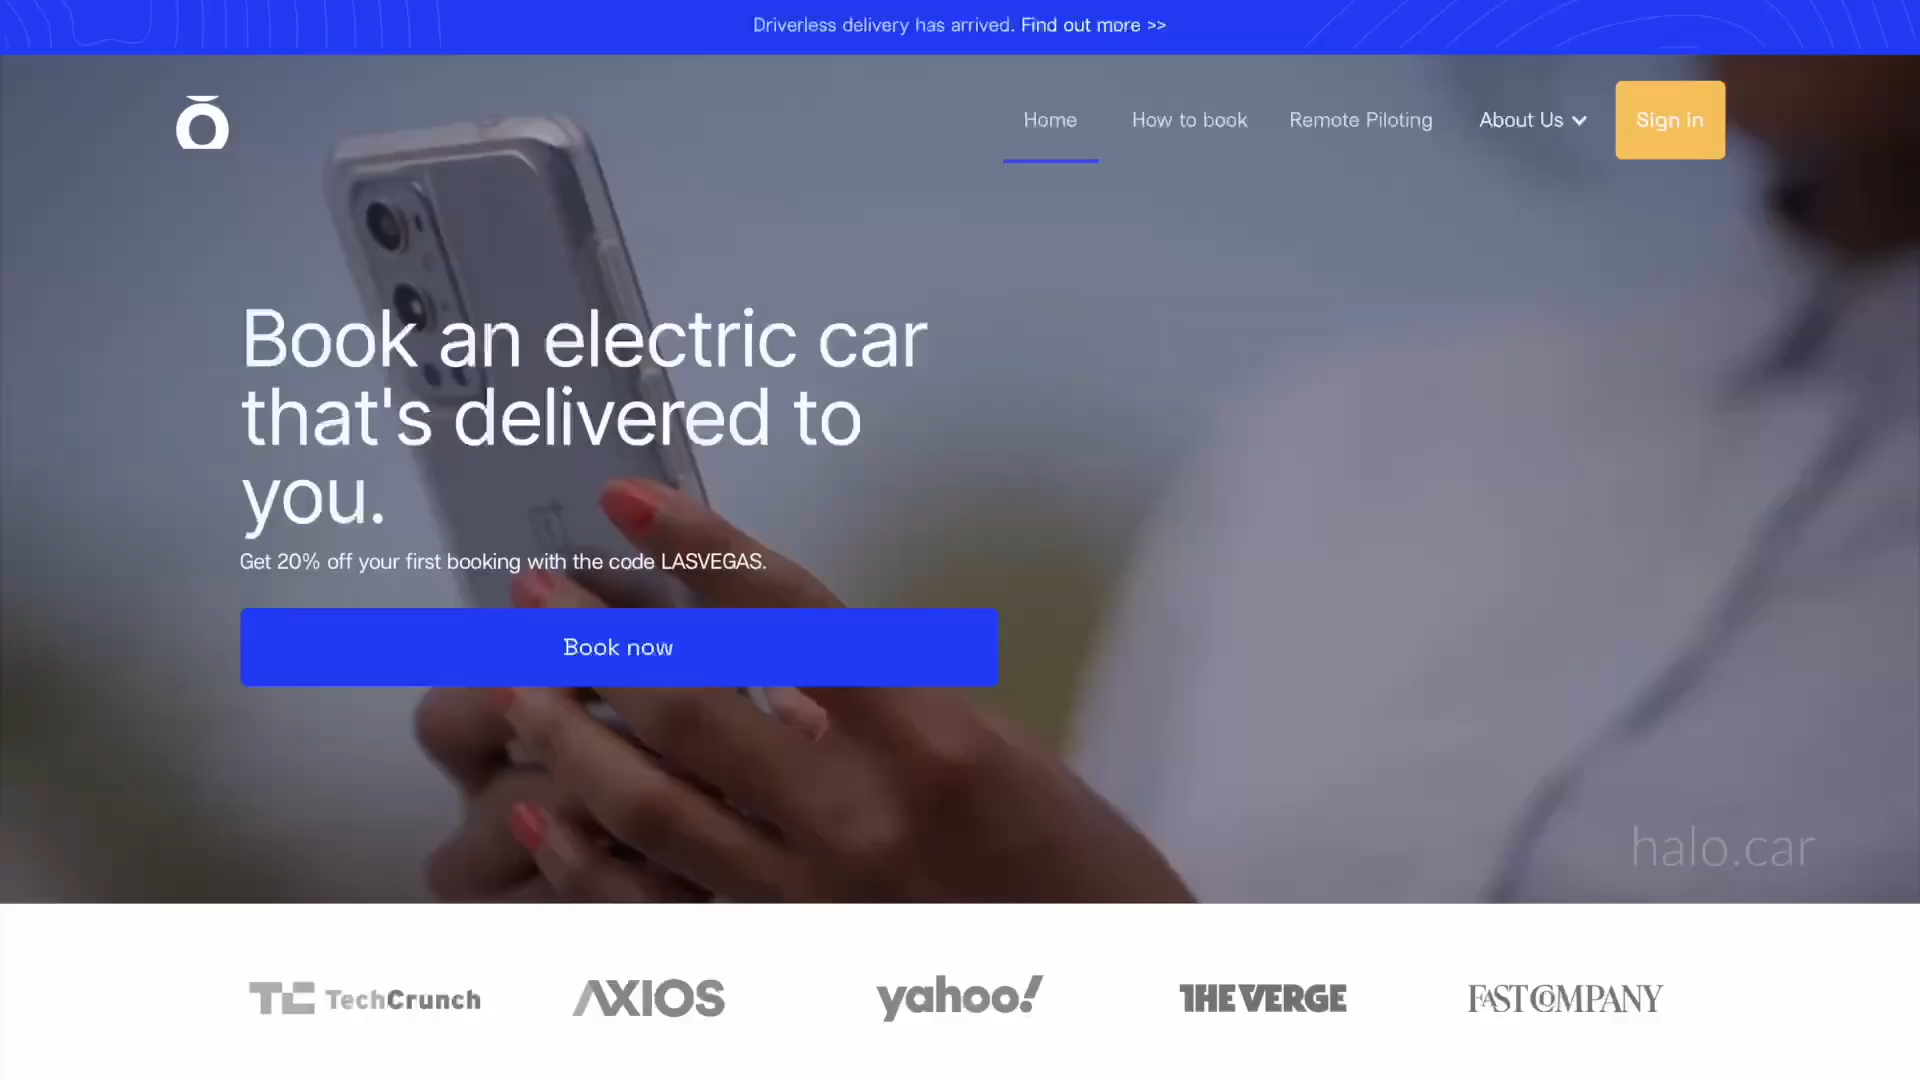 Driverless delivery has arrived. Find out more >>
Home
How to book
Remote Piloting
About Us
Sign in
Book an electric car
that's delivered to
you.
Get 20% off your first booking with the code LASVEGAS.
Book now
halo.car
TC TechCrunch
AXIOS
yahoo!
THE VERGE
FAST COMPANY